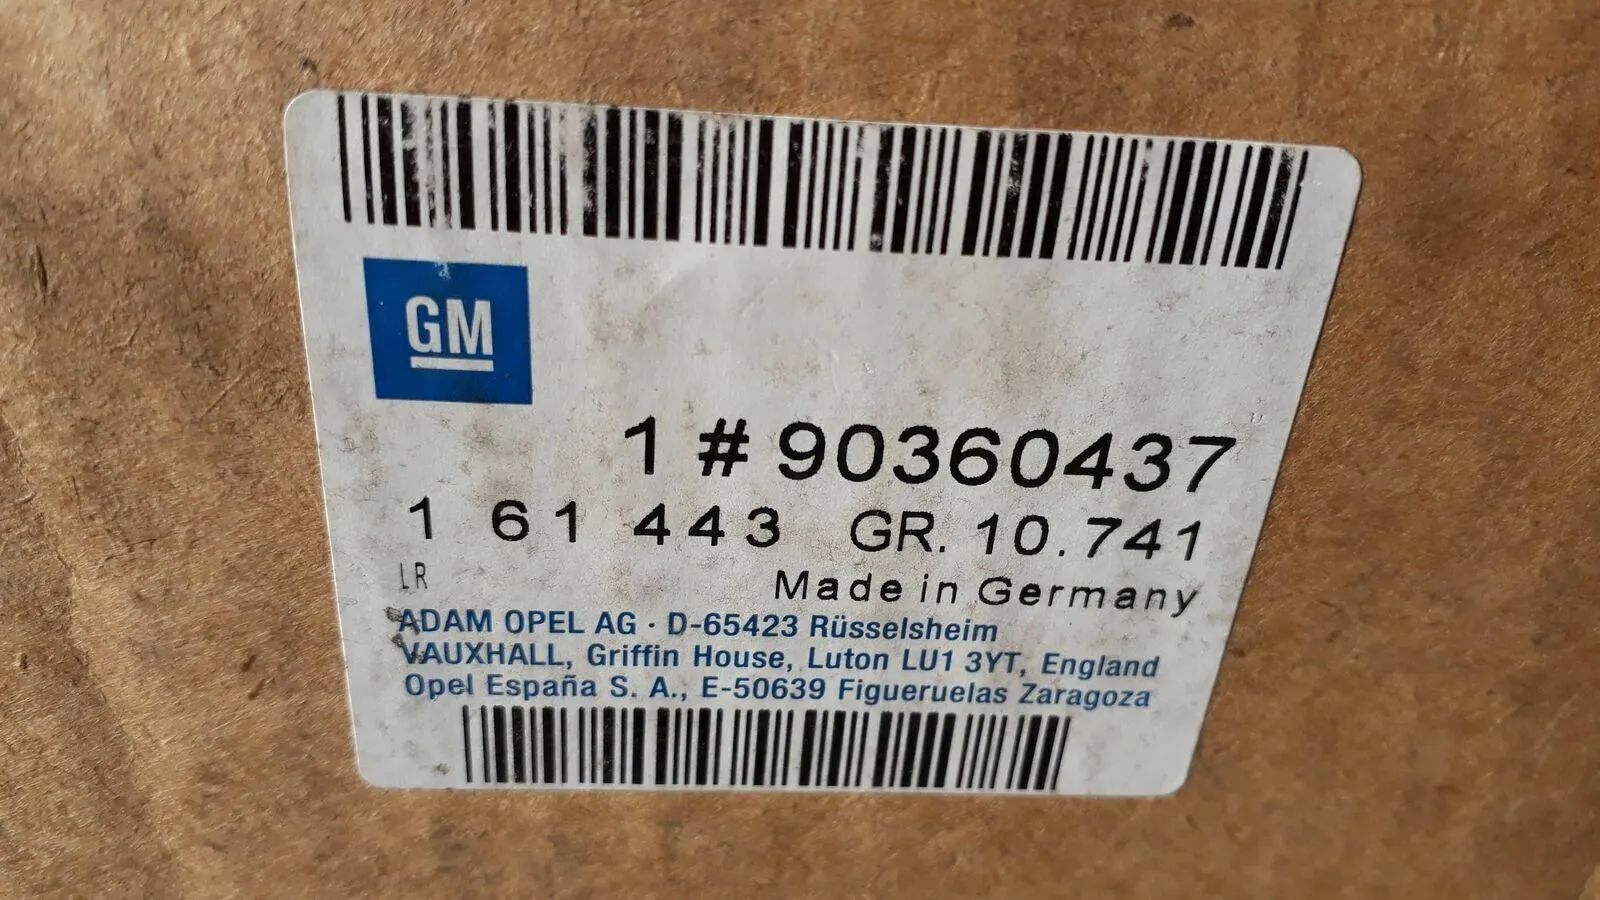 GM
1 # 90360437
1 61 443 GR. 10.741
LR
Made in Germany
ADAM OPEL AG · D-65423 Rüsselsheim
VAUXHALL, Griffin House, Luton LU1 3YT, England
Opel España S. A., E-50639 Figueruelas Zaragoza